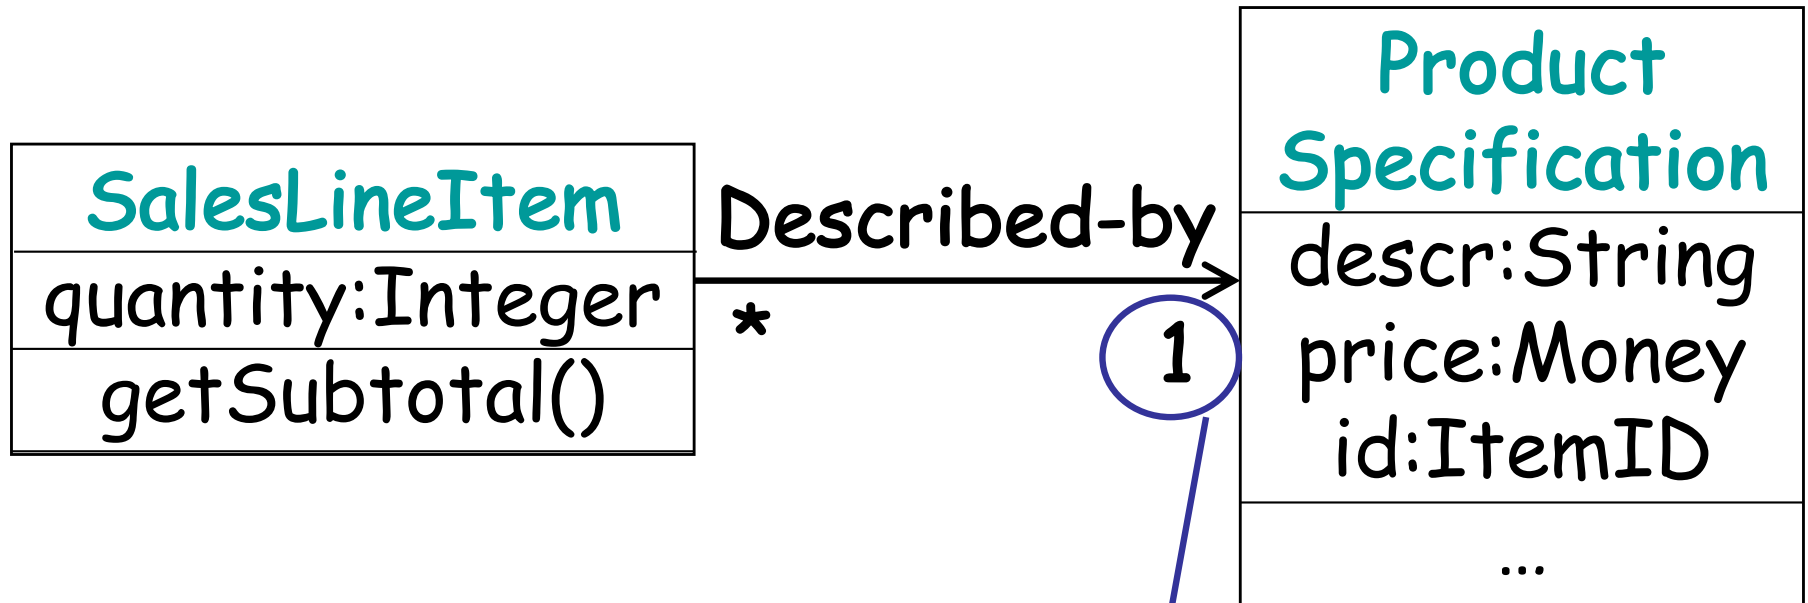 SalesLineItem
quantity:Integer
getSubtotal()
Described-by
*
1
Product
Specification
descr:String
price:Money
id:ItemID
...